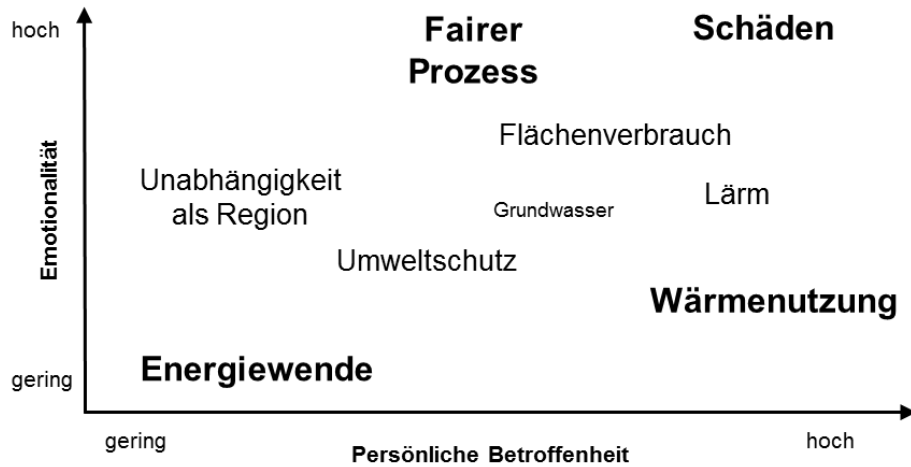 hoch
Fairer
Prozess
Schäden
Emotionalität
Flächenverbrauch
Unabhängigkeit
als Region
Grundwasser
Lärm
Umweltschutz
Wärmenutzung
Energiewende
gering
gering
Persönliche Betroffenheit
hoch